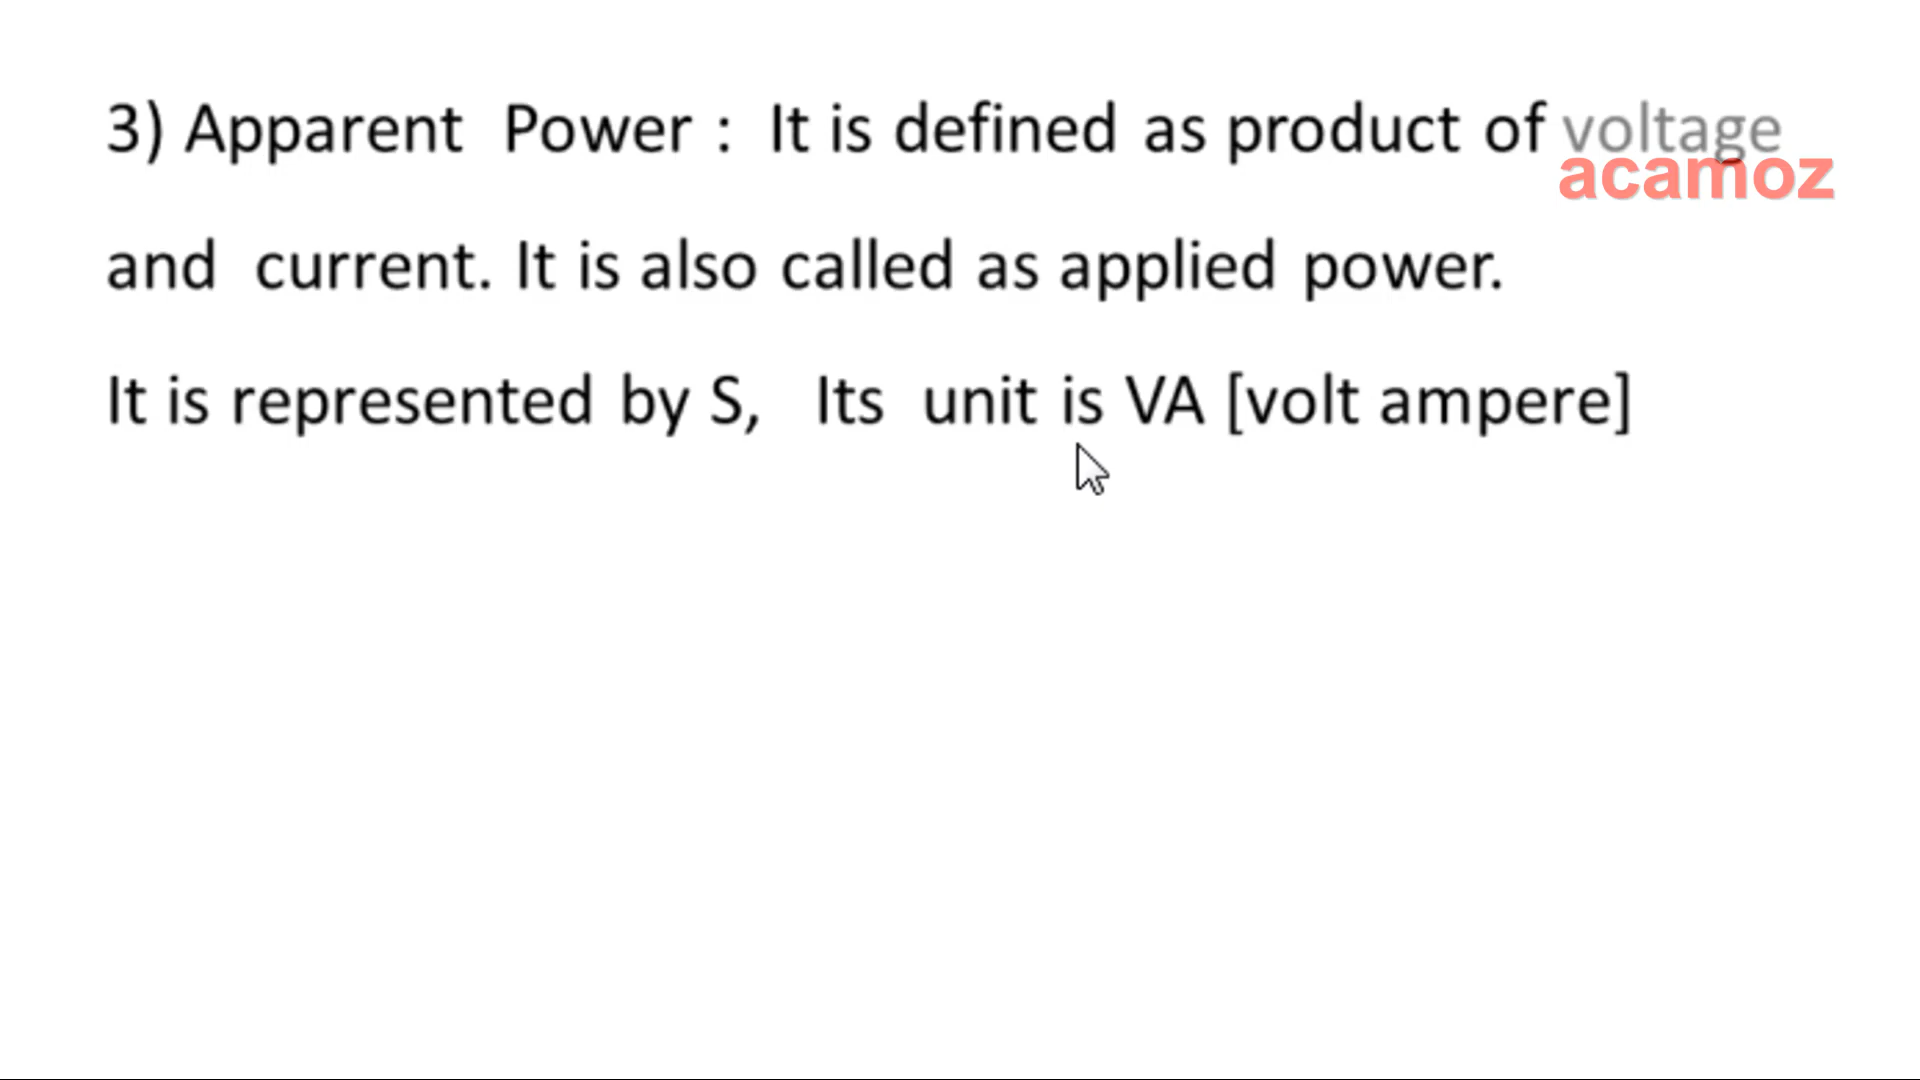 3) Apparent Power : It is defined as product of voltage
acamoz
and current. It is also called as applied power.
It is represented by S, Its unit is VA [volt ampere]